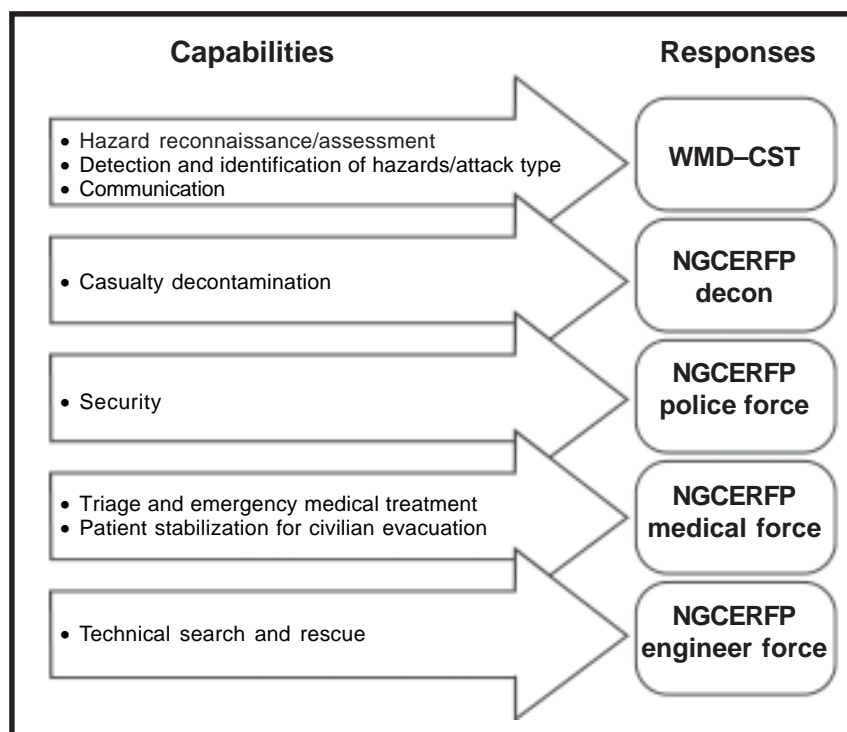 Capabilities
Responses
• Hazard reconnaissance/assessment
• Detection and identification of hazards/attack type
• Communication
WMD–CST
• Casualty decontamination
NGCERFP
decon
• Security
NGCERFP
police force
• Triage and emergency medical treatment
• Patient stabilization for civilian evacuation
NGCERFP
medical force
• Technical search and rescue
NGCERFP
engineer force